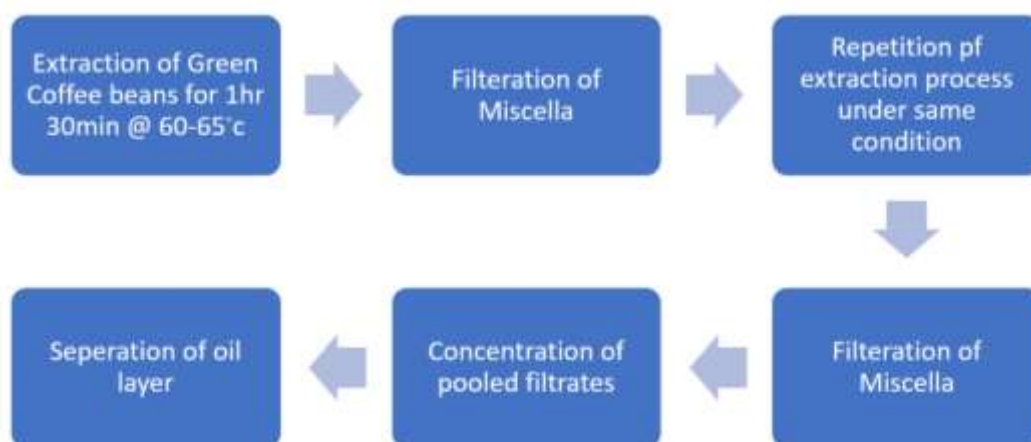 Extraction of Green
Coffee beans for 1hr
30min @ 60-65°c
Filteration of
Miscella
Repetition pf
extraction process
under same
condition
Filteration of
Miscella
Concentration of
pooled filtrates
Seperation of oil
layer